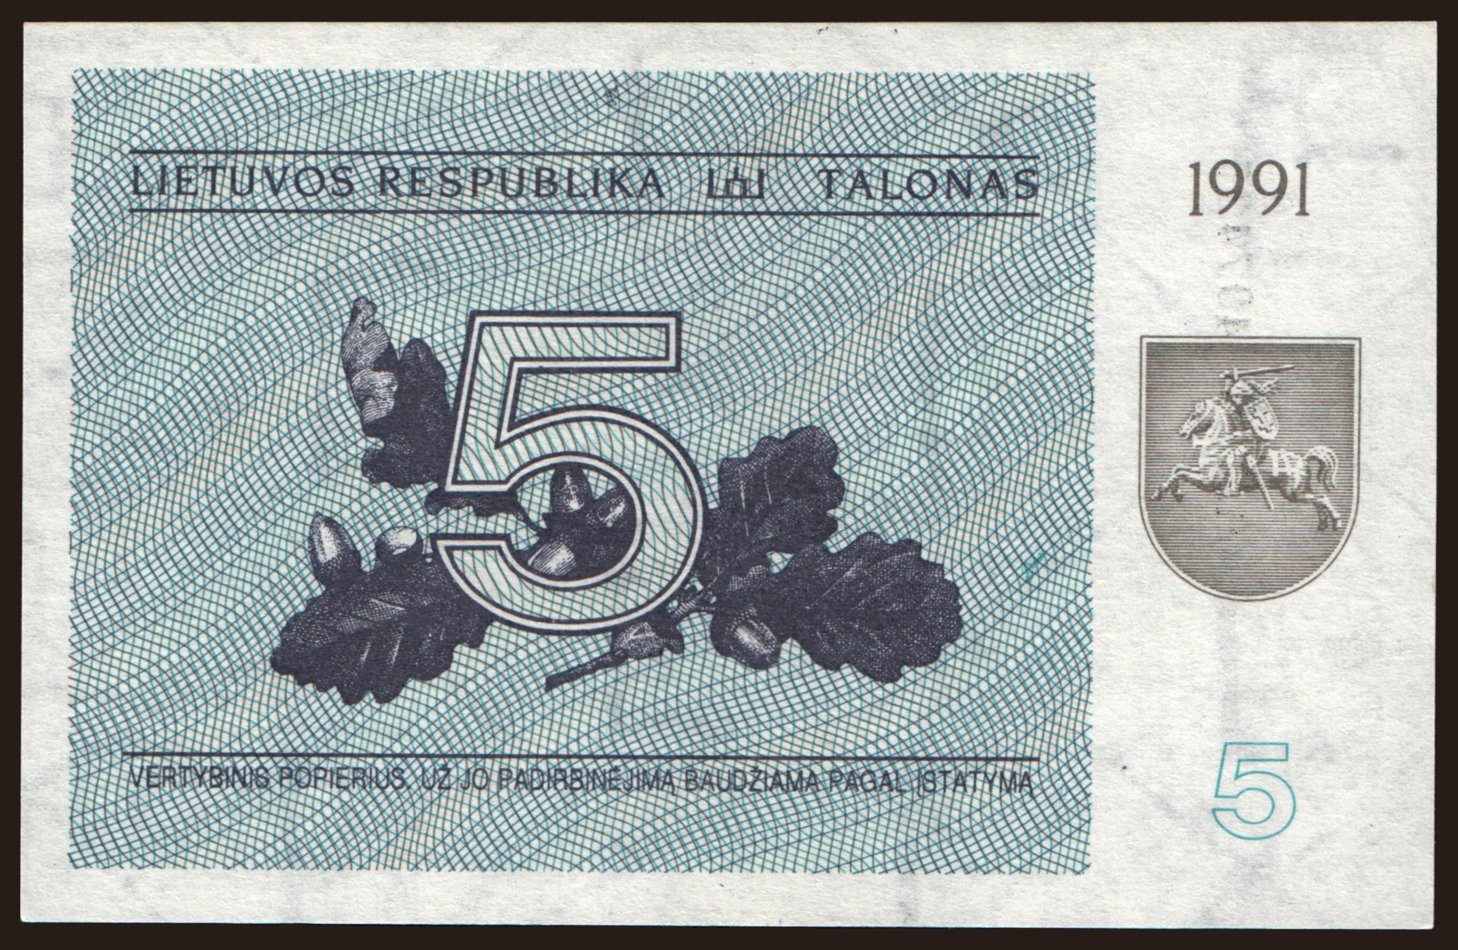 LIETUVOS RESPUBLIKA TALONAS
1991
5
VERTYBINIS POPIERIUS. UŽ JO PADIRBINĖJIMĄ BAUDŽIAMA PAGAL ĮSTATYMĄ
5